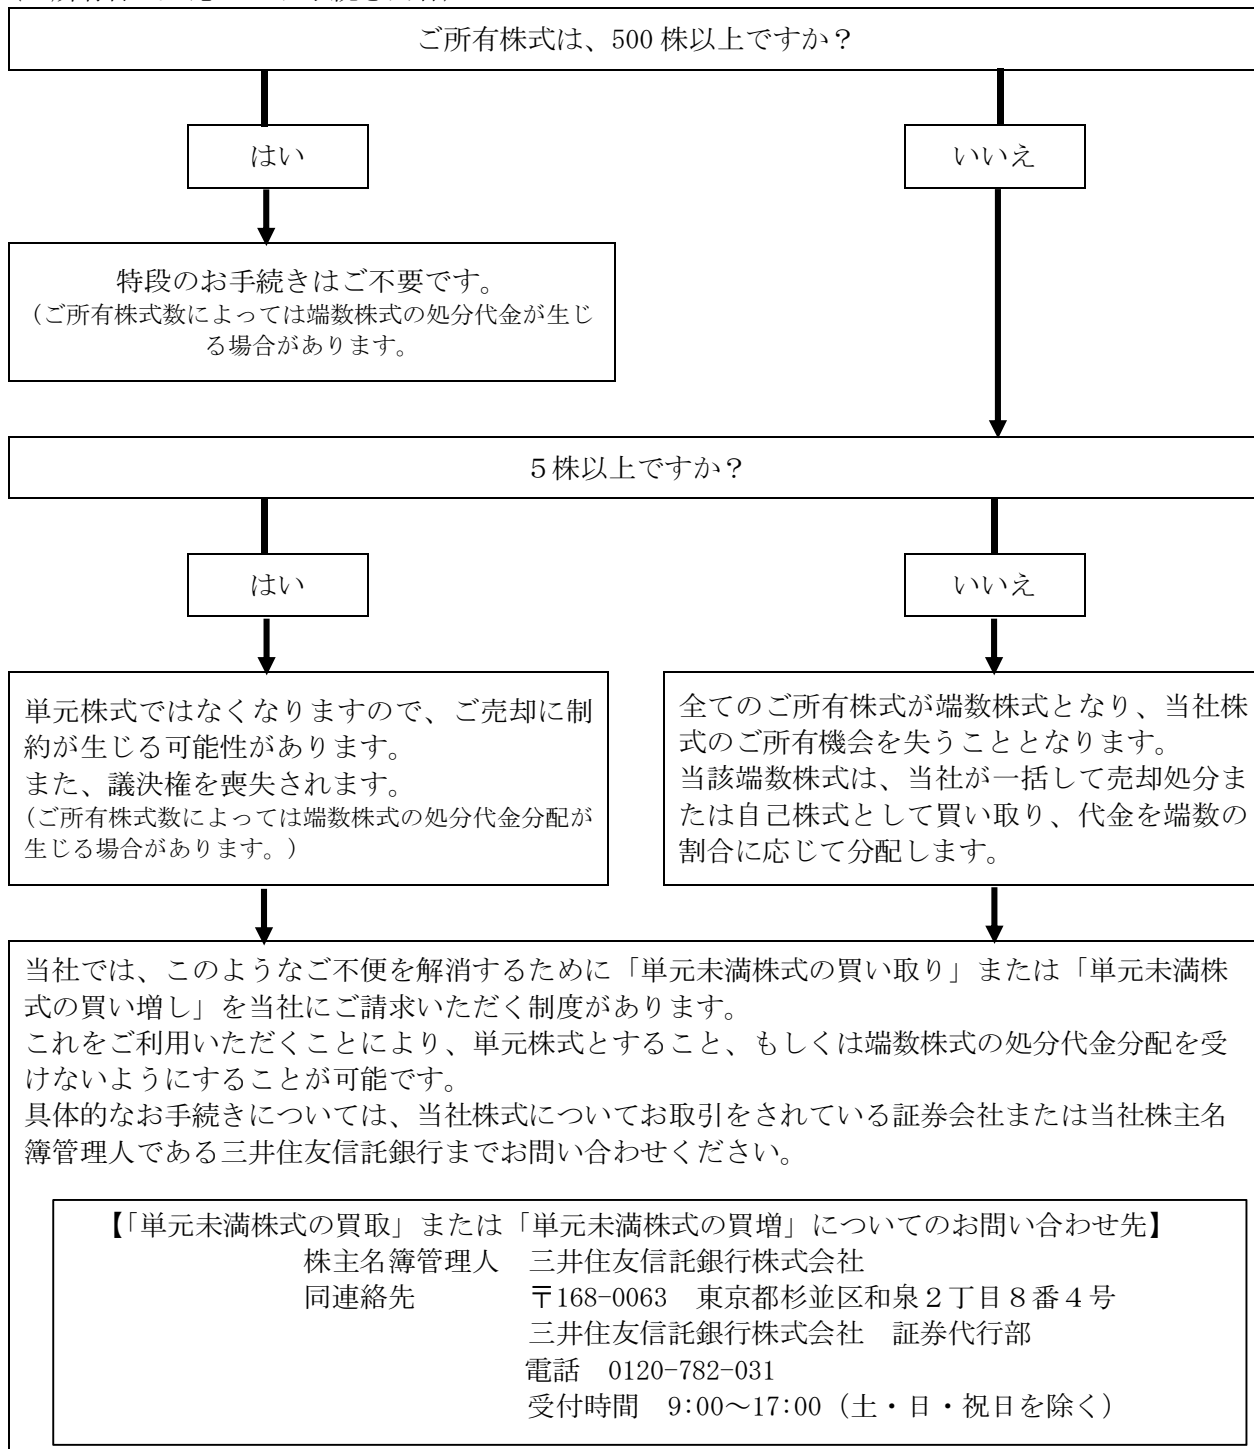 ご所有株式は、500 株以上ですか？
はい
いいえ
特段のお手続きはご不要です。
（ご所有株式数によっては端数株式の処分代金が生じ
る場合があります。
５株以上ですか？
はい
いいえ
単元株式ではなくなりますので、ご売却に制
約が生じる可能性があります。
また、議決権を喪失されます。
（ご所有株式数によっては端数株式の処分代金分配が
生じる場合があります。）
全てのご所有株式が端数株式となり、当社株
式のご所有機会を失うこととなります。
当該端数株式は、当社が一括して売却処分ま
たは自己株式として買い取り、代金を端数の
割合に応じて分配します。
当社では、このようなご不便を解消するために「単元未満株式の買い取り」または「単元未満株
式の買い増し」を当社にご請求いただく制度があります。
これをご利用いただくことにより、単元株式とすること、もしくは端数株式の処分代金分配を受
けないようにすることが可能です。
具体的なお手続きについては、当社株式についてお取引をされている証券会社または当社株主名
簿管理人である三井住友信託銀行までお問い合わせください。
【「単元未満株式の買取」または「単元未満株式の買増」についてのお問い合わせ先】
株主名簿管理人　三井住友信託銀行株式会社
同連絡先　〒168-0063　東京都杉並区和泉２丁目８番４号
三井住友信託銀行株式会社　証券代行部
電話　0120-782-031
受付時間　9:00～17:00（土・日・祝日を除く）